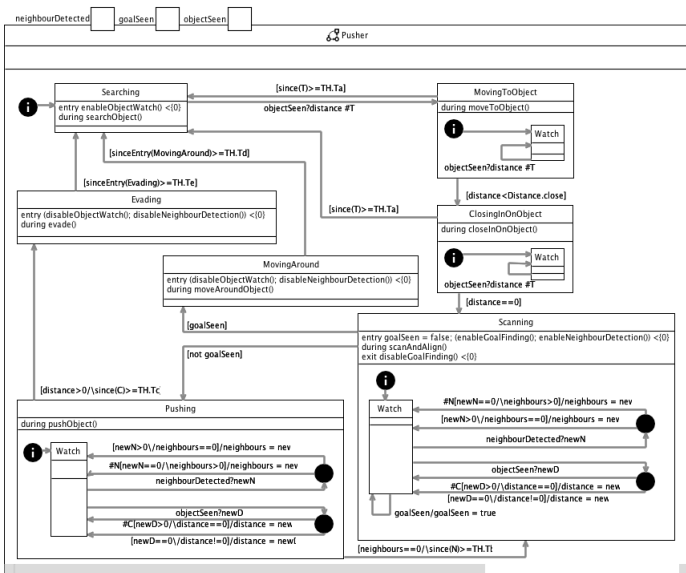 neighbourDetected goalSeen objectSeen
Pusher
Searching
entry enableObjectWatch() <{0}
during searchObject()
[since(T)>=TH.Ta]
objectSeen?distance #T
MovingToObject
during moveToObject()
Watch
objectSeen?distance #T
[sinceEntry(MovingAround)>=TH.Td]
[sinceEntry(Evading)>=TH.Te]
[distance<Distance.close]
Evading
entry (disableObjectWatch(); disableNeighbourDetection()) <{0}
during evade()
[since(T)>=TH.Ta]
ClosingInOnObject
during closeInOnObject()
Watch
objectSeen?distance #T
MovingAround
entry (disableObjectWatch(); disableNeighbourDetection()) <{0}
during moveAroundObject()
[distance==0]
[goalSeen]
[not goalSeen]
Scanning
entry goalSeen = false; (enableGoalFinding(); enableNeighbourDetection()) <{0}
during scanAndAlign()
exit disableGoalFinding() <{0}
Watch
#N[newN==0/\neighbours>0]/neighbours = nev
[newN>0\/neighbours==0]/neighbours = nev
neighbourDetected?newN
objectSeen?newD
#C[newD>0/\distance==0]/distance = new
[newD==0\/distance!=0]/distance = new
goalSeen/goalSeen = true
[distance>0/\since(C)>=TH.Tc
Pushing
during pushObject()
Watch
[newN>0\/neighbours==0]/neighbours = nev
#N[newN==0/\neighbours>0]/neighbours = nev
neighbourDetected?newN
objectSeen?newD
#C[newD>0/\distance==0]/distance = new
[newD==0\/distance!=0]/distance = new[
[neighbours==0/\since(N)>=TH.Tb